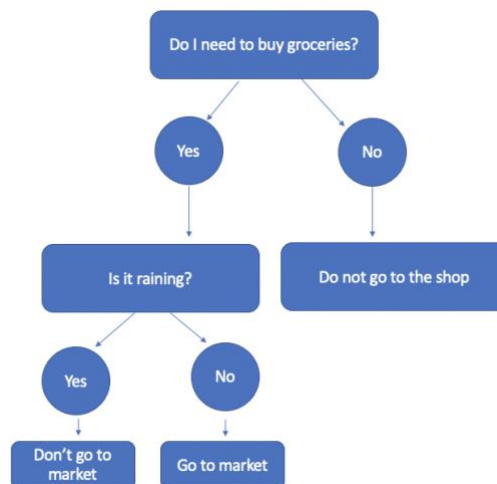 Do I need to buy groceries?
Yes
No
Is it raining?
Do not go to the shop
Yes
No
Don’t go to
market
Go to market